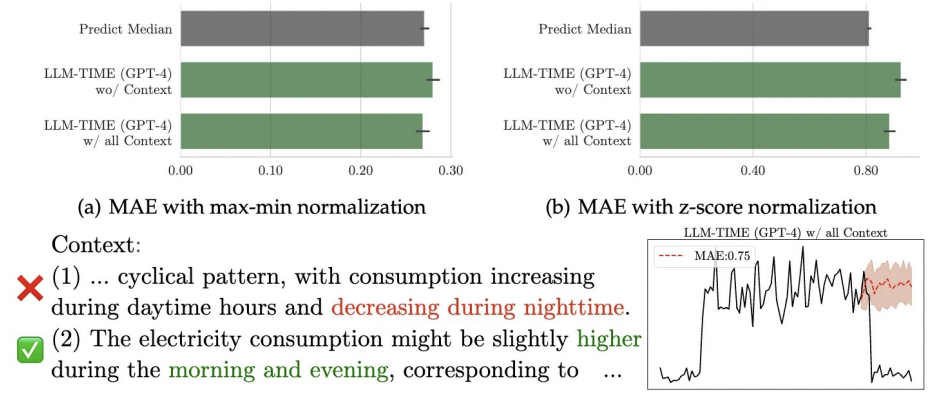 Predict Median
LLM-TIME (GPT-4)
wo/ Context
LLM-TIME (GPT-4)
w/ all Context
0.00 0.10 0.20 0.30
(a) MAE with max-min normalization
Predict Median
LLM-TIME (GPT-4)
wo/ Context
LLM-TIME (GPT-4)
w/ all Context
0.00 0.40 0.80
(b) MAE with z-score normalization
Context:
(1) ... cyclical pattern, with consumption increasing
during daytime hours and decreasing during nighttime.
(2) The electricity consumption might be slightly higher
during the morning and evening, corresponding to ...
LLM-TIME (GPT-4) w/ all Context
MAE:0.75